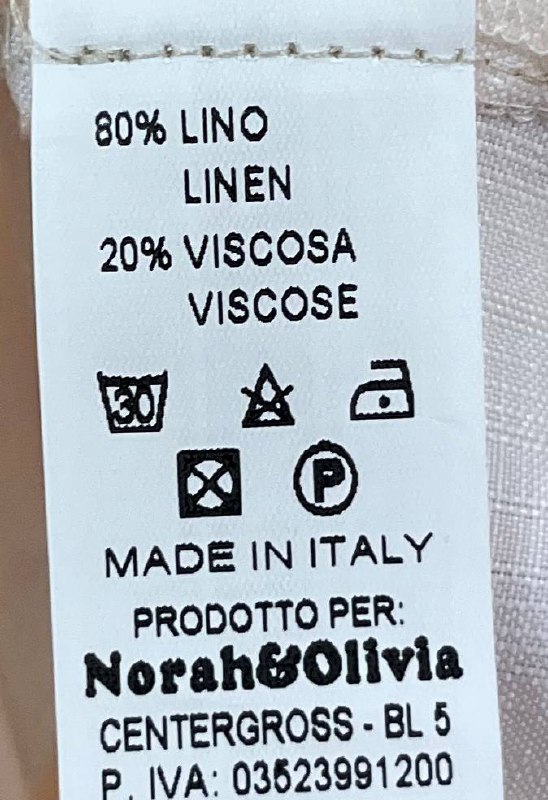 80% LINO
LINEN
20% VISCOSA
VISCOSE
30
P
MADE IN ITALY
PRODOTTO PER:
Norah&Olivia
CENTERGROSS - BL 5
P. IVA: 03523991200